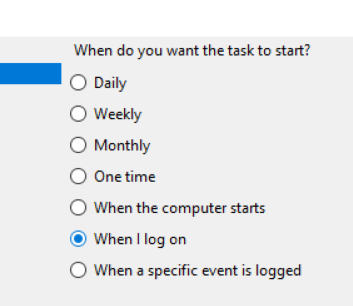 When do you want the task to start?
Daily
Weekly
Monthly
One time
When the computer starts
When I log on
When a specific event is logged